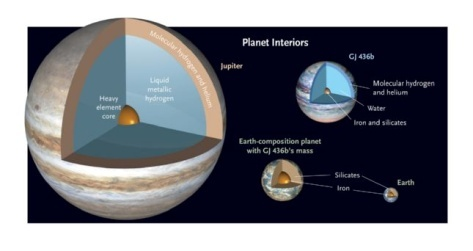 Planet Interiors
Jupiter
Molecular hydrogen and helium
Liquid
metallic
hydrogen
Heavy
element
core
GJ 436b
Molecular hydrogen
and helium
Water
Iron and silicates
Earth-composition planet
with GJ 436b's mass
Silicates
Iron
Earth